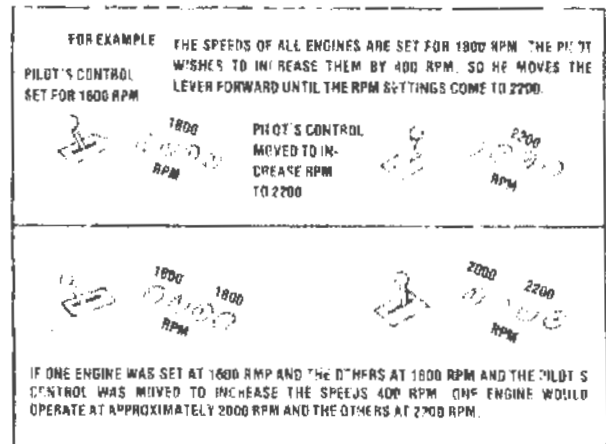 FOR EXAMPLE
THE SPEEDS OF ALL ENGINES ARE SET FOR 1800 RPM. THE PILOT
WISHES TO INCREASE THEM BY 400 RPM. SO HE MOVES THE
LEVER FORWARD UNTIL THE RPM SETTINGS COME TO 2200.
PILOT'S CONTROL
SET FOR 1800 RPM
1800
RPM
PILOT'S CONTROL
MOVED TO IN-
CREASE RPM
TO 2200
2200
RPM
1600
1800
RPM
2000
2200
RPM
IF ONE ENGINE WAS SET AT 1600 RMP AND THE OTHERS AT 1800 RPM AND THE PILOT'S
CONTROL WAS MOVED TO INCREASE THE SPEEDS 400 RPM. ONE ENGINE WOULD
OPERATE AT APPROXIMATELY 2000 RPM AND THE OTHERS AT 2200 RPM.